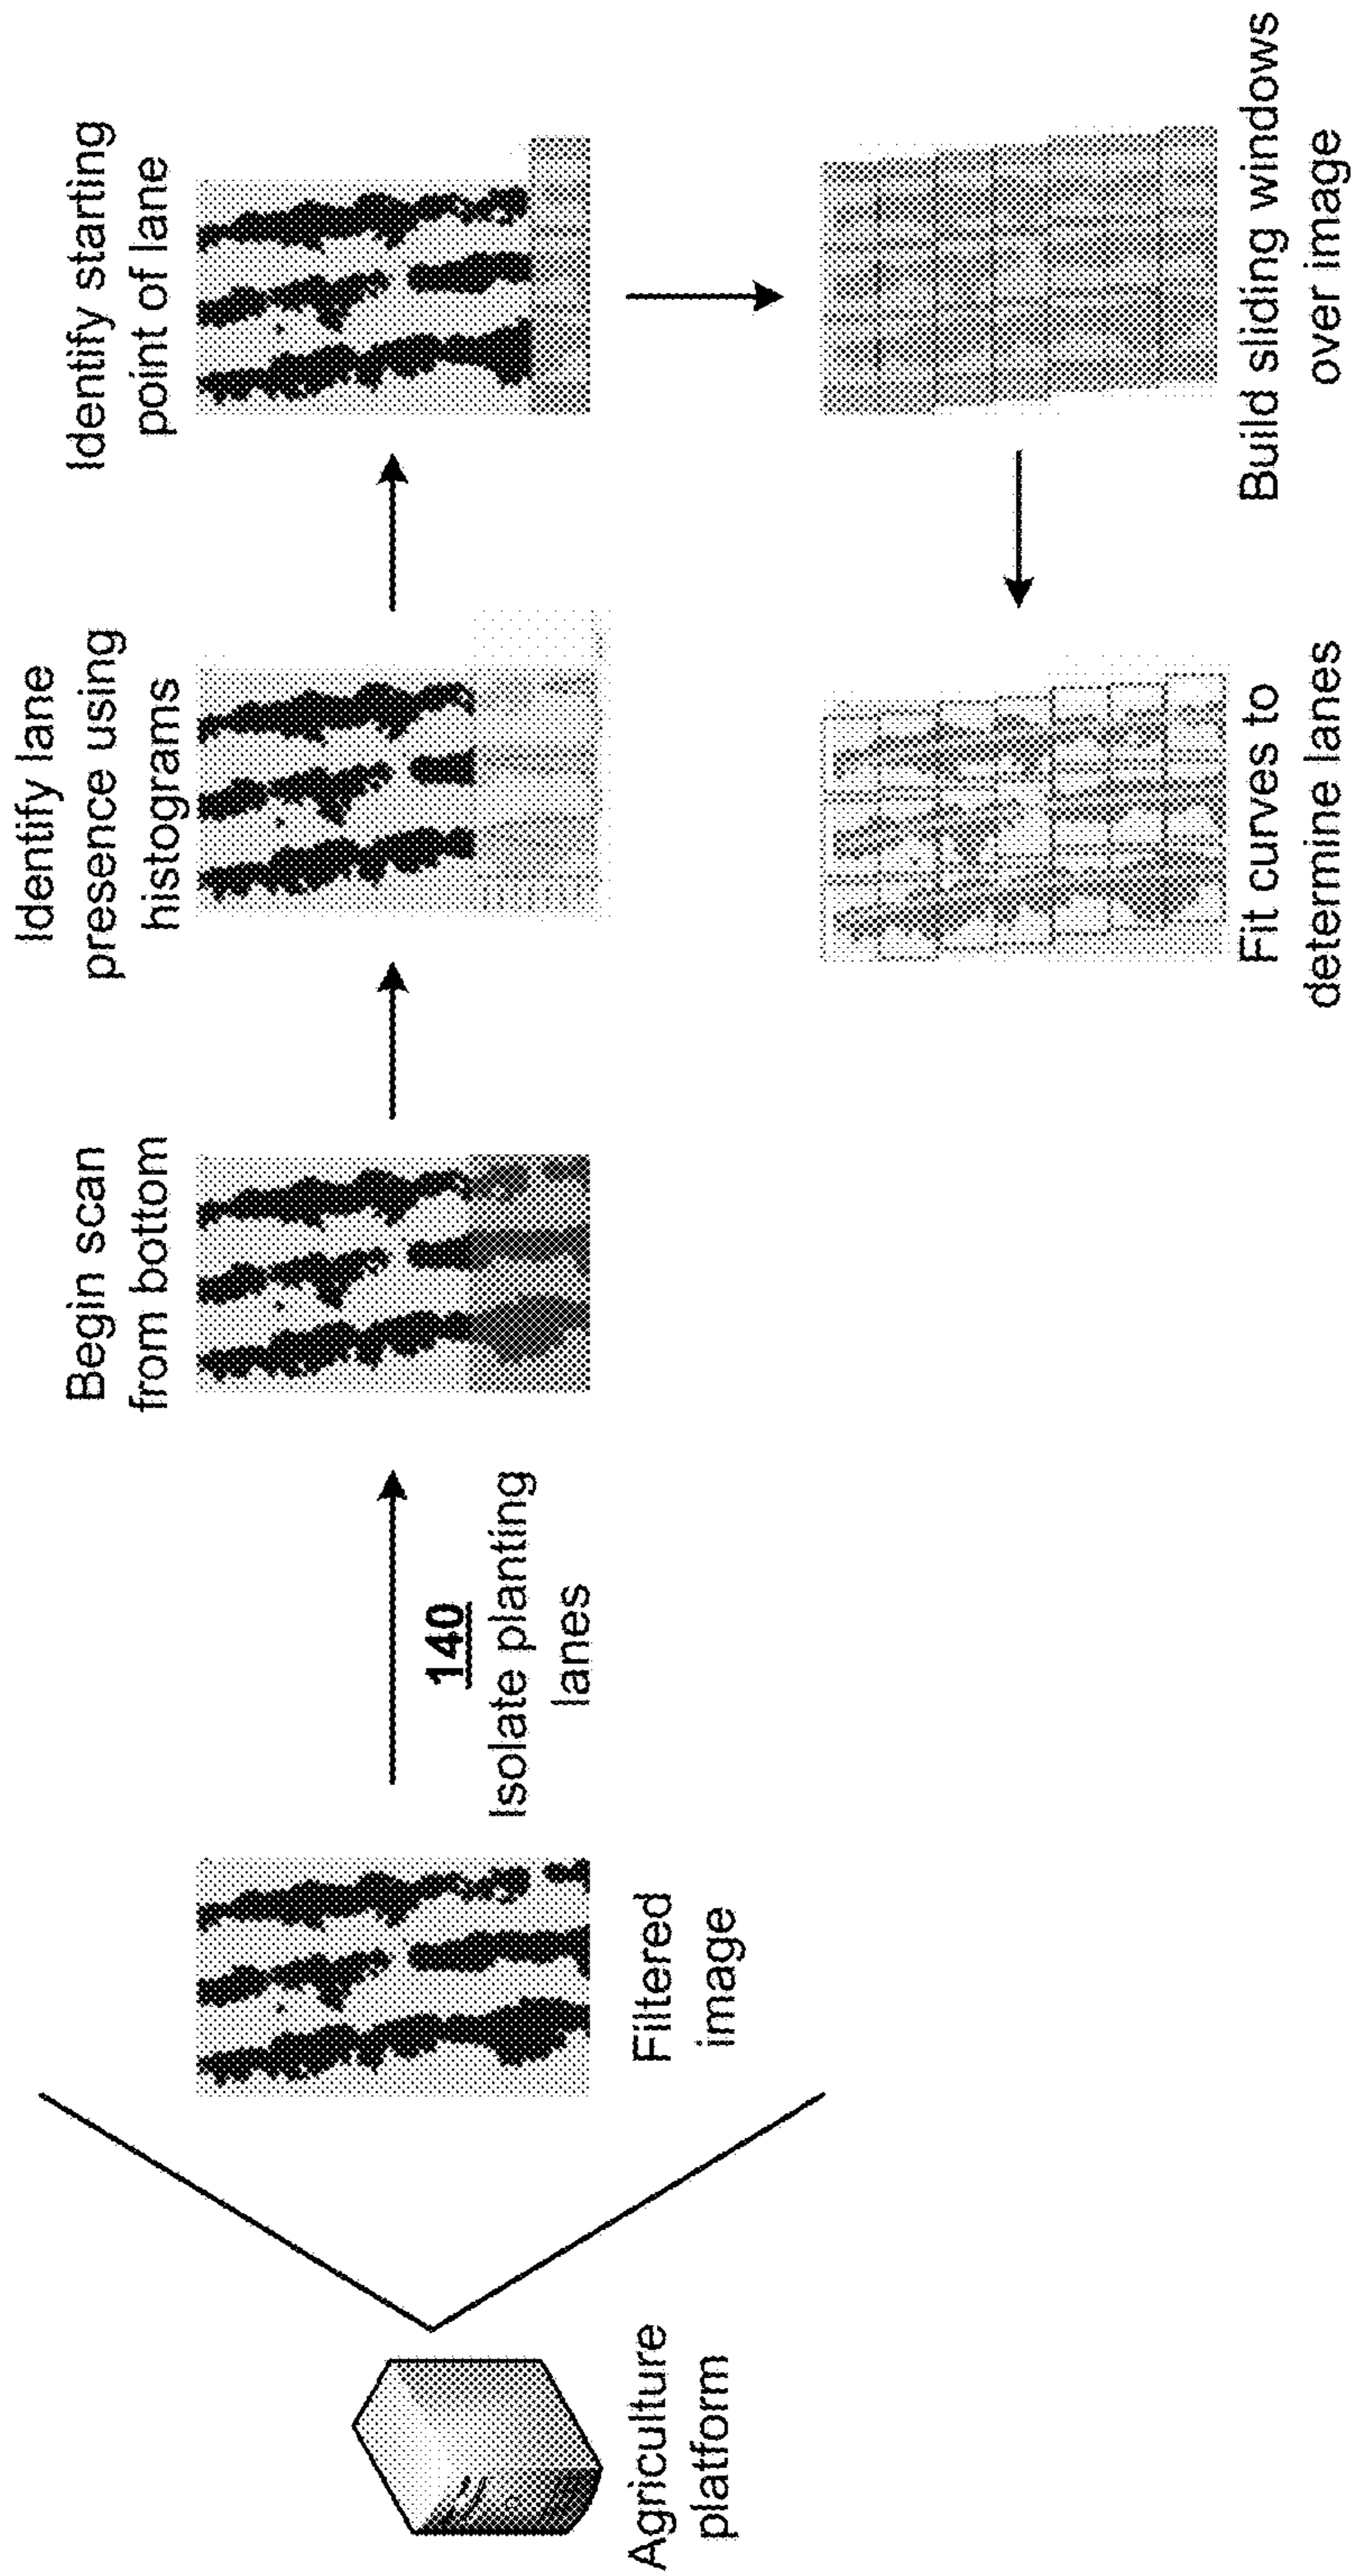 Agriculture
platform
Filtered
image
140
Isolate planting
lanes
Begin scan
from bottom
Identify lane
presence using
histograms
Identify starting
point of lane
Build sliding windows
over image
Fit curves to
determine lanes